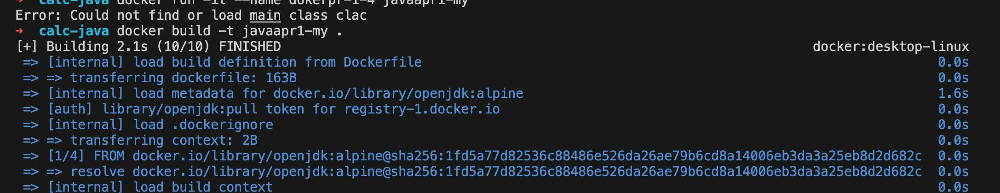 ➜  calc-java docker run -it --name dokerpr-1-4 javaapr1-my
Error: Could not find or load main class clac
➜  calc-java docker build -t javaapr1-my .
[+] Building 2.1s (10/10) FINISHED docker:desktop-linux
=> [internal] load build definition from Dockerfile 0.0s
=> => transferring dockerfile: 163B 0.0s
=> [internal] load metadata for docker.io/library/openjdk:alpine 1.6s
=> [auth] library/openjdk:pull token for registry-1.docker.io 0.0s
=> [internal] load .dockerignore 0.0s
=> => transferring context: 2B 0.0s
=> [1/4] FROM docker.io/library/openjdk:alpine@sha256:1fd5a77d82536c88486e526da26ae79b6cd8a14006eb3da3a25eb8d2d682c 0.0s
=> => resolve docker.io/library/openjdk:alpine@sha256:1fd5a77d82536c88486e526da26ae79b6cd8a14006eb3da3a25eb8d2d682c 0.0s
=> [internal] load build context 0.0s